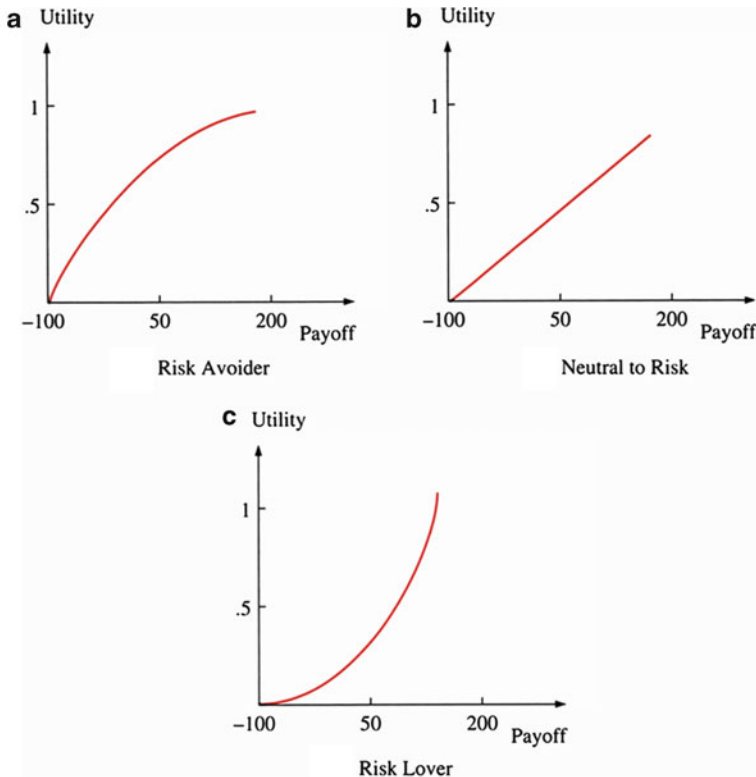 a Utility
1
.5
-100 50 200
Payoff
Risk Avoider
b Utility
1
.5
-100 50 200
Payoff
Neutral to Risk
c Utility
1
.5
-100 50 200
Payoff
Risk Lover